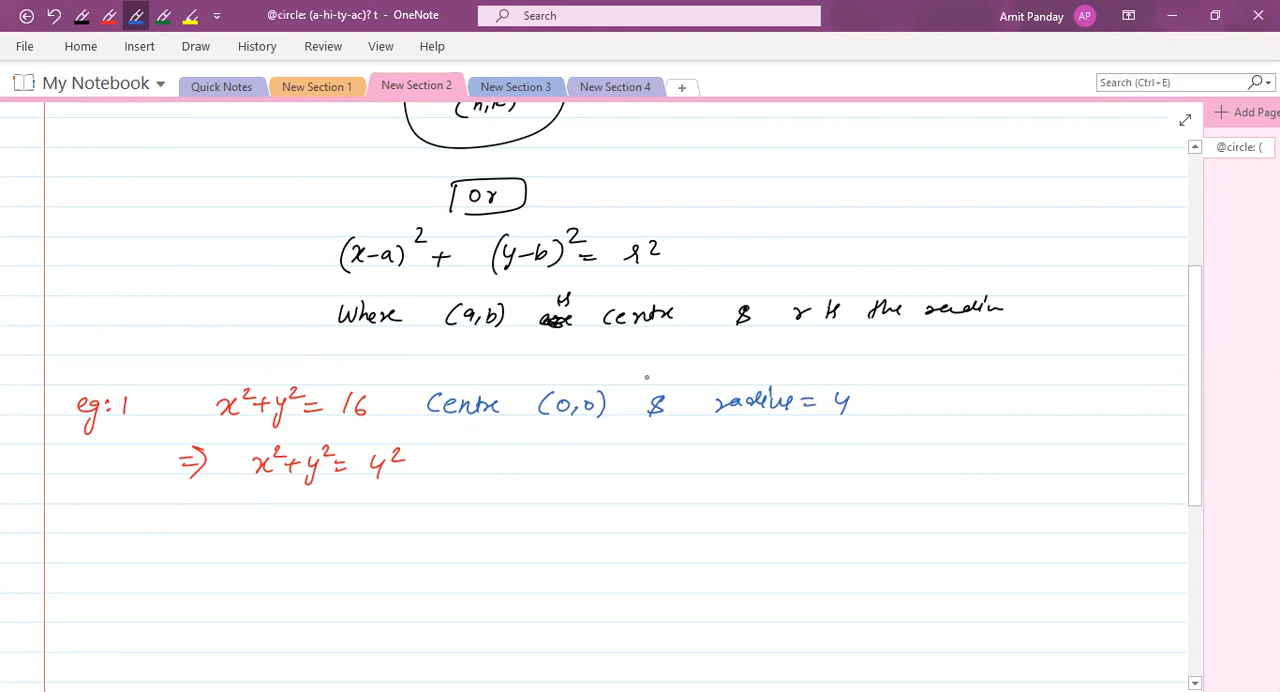 @circle: (a-hi-ty-ac)? t - OneNote
Search
Amit Panday
AP
File Home Insert Draw History Review View Help
My Notebook
Quick Notes
New Section 1
New Section 2
New Section 3
New Section 4
+
Search (Ctrl+E)
Add Page
@circle: (
(h,k)
Or
(x-a)² + (y-b)² = r²
Where (a,b) is centre & r is the radius
eg:1 x²+y²= 16 Centre (0,0) & radius = 4
=> x²+y²= 4²